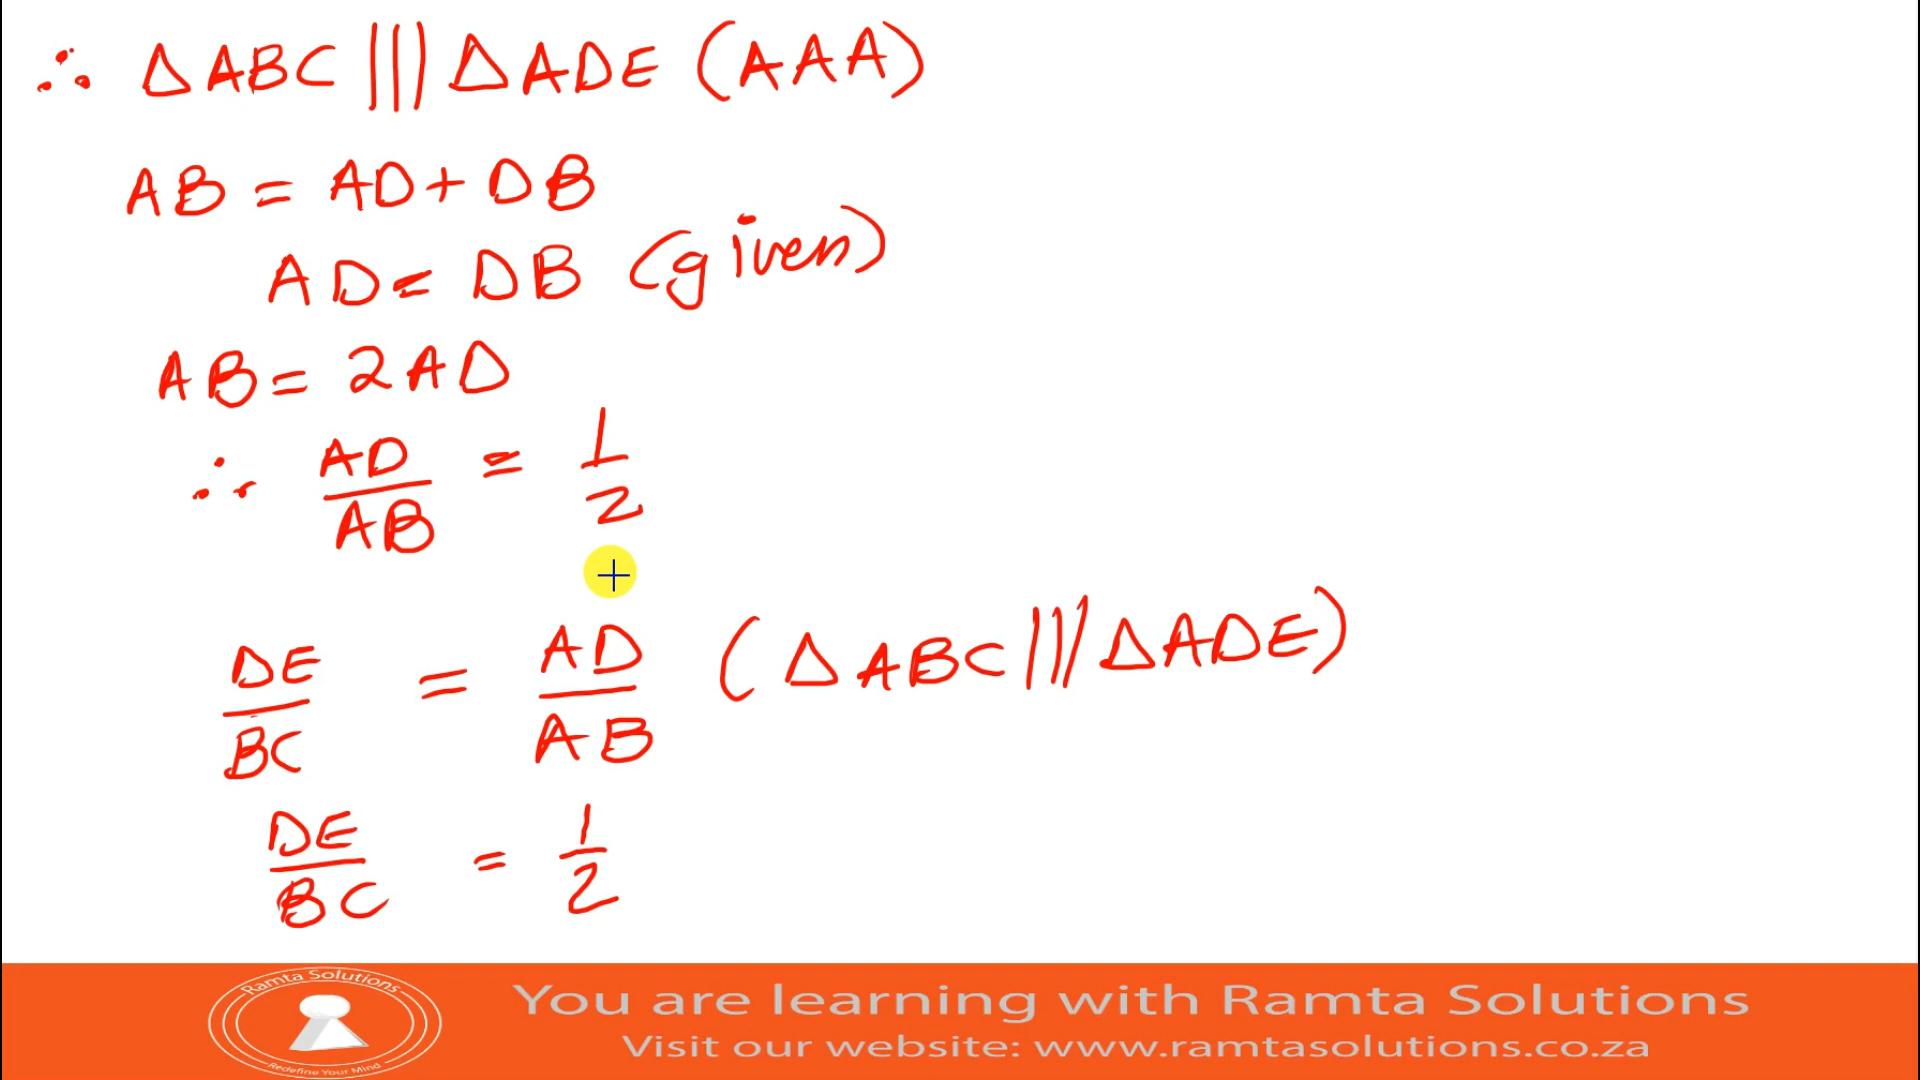 ∴ ΔABC ||| ΔADE (AAA)
AB = AD + DB
AD = DB (given)
AB = 2AD
∴ AD/AB = 1/2
DE/BC = AD/AB (ΔABC ||| ΔADE)
DE/BC = 1/2
Ramta Solutions
Redefine Your Mind
You are learning with Ramta Solutions
Visit our website: www.ramtasolutions.co.za